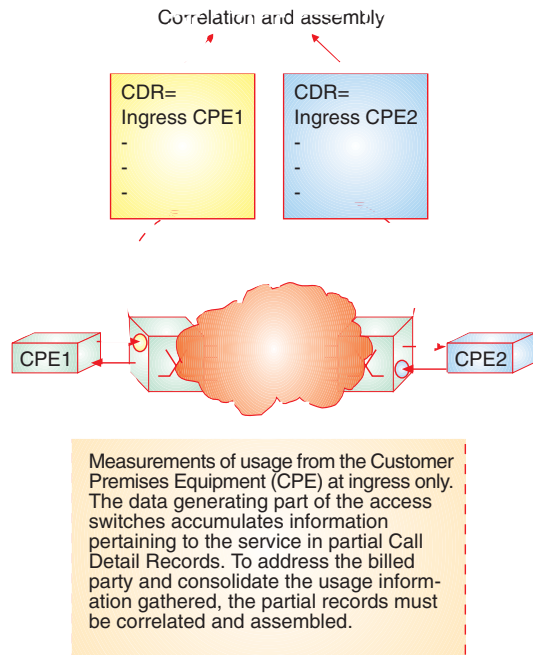 Correlation and assembly
CDR=
Ingress CPE1
-
-
-
CDR=
Ingress CPE2
-
-
-
CPE1
CPE2
Measurements of usage from the Customer
Premises Equipment (CPE) at ingress only.
The data generating part of the access
switches accumulates information
pertaining to the service in partial Call
Detail Records. To address the billed
party and consolidate the usage inform-
ation gathered, the partial records must
be correlated and assembled.